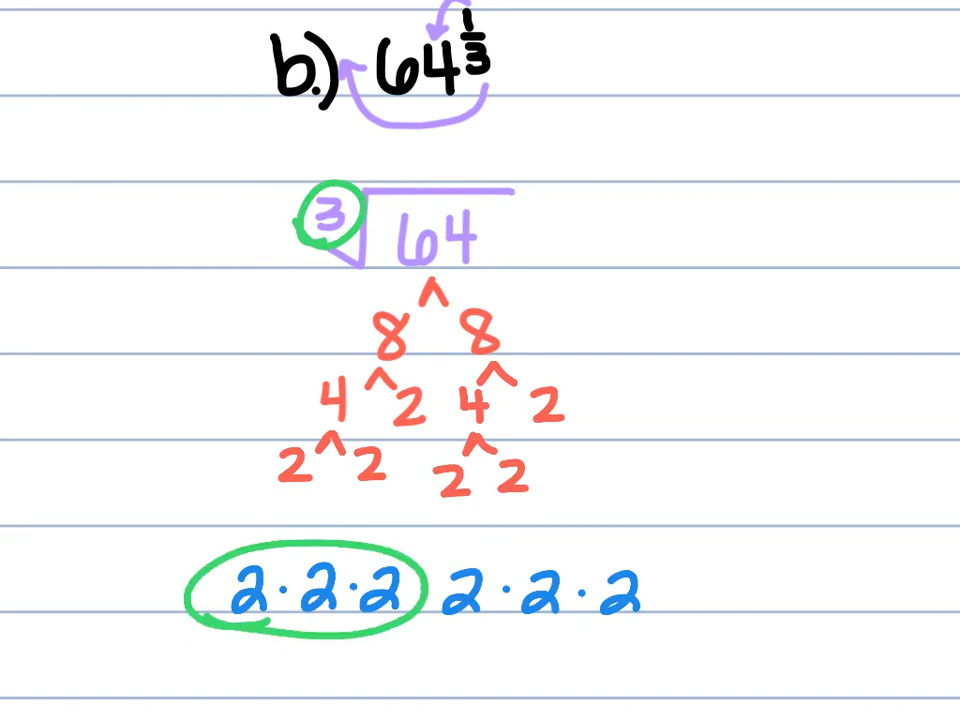 b.) 64^(1/3)
3√64
8 8
4 2 4 2
2 2 2 2
2·2·2 2·2·2